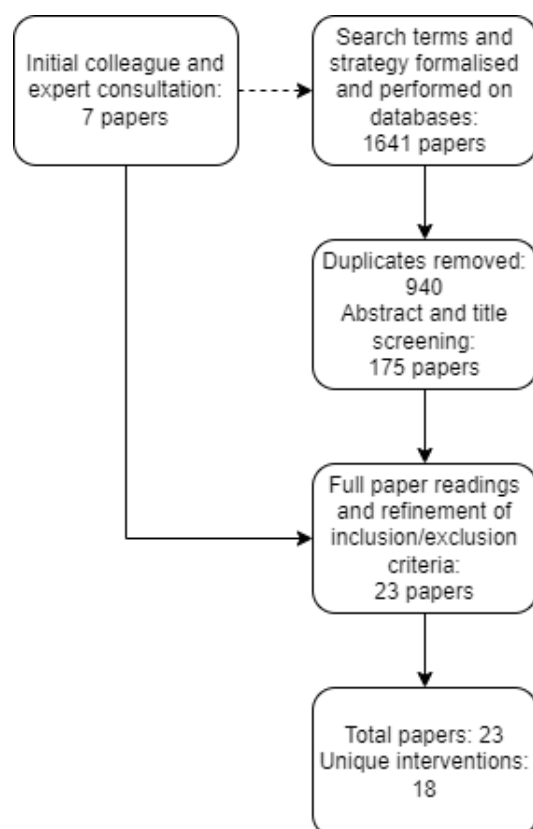 Initial colleague and
expert consultation:
7 papers
Search terms and
strategy formalised
and performed on
databases:
1641 papers
Duplicates removed:
940
Abstract and title
screening:
175 papers
Full paper readings
and refinement of
inclusion/exclusion
criteria:
23 papers
Total papers: 23
Unique interventions:
18